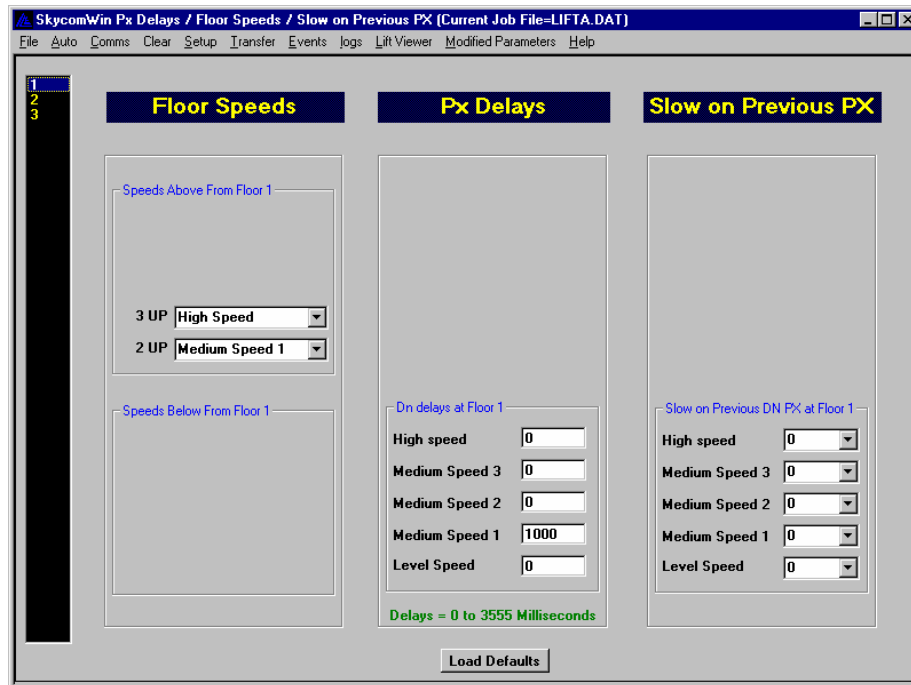 SkycomWin Px Delays / Floor Speeds / Slow on Previous PX (Current Job File=LIFTA.DAT)
File Auto Comms Clear Setup Transfer Events logs Lift Viewer Modified Parameters Help
1
2
3
Floor Speeds
Px Delays
Slow on Previous PX
Speeds Above From Floor 1
3 UP High Speed
2 UP Medium Speed 1
Speeds Below From Floor 1
Dn delays at Floor 1
High speed 0
Medium Speed 3 0
Medium Speed 2 0
Medium Speed 1 1000
Level Speed 0
Delays = 0 to 3555 Milliseconds
Slow on Previous DN PX at Floor 1
High speed 0
Medium Speed 3 0
Medium Speed 2 0
Medium Speed 1 0
Level Speed 0
Load Defaults